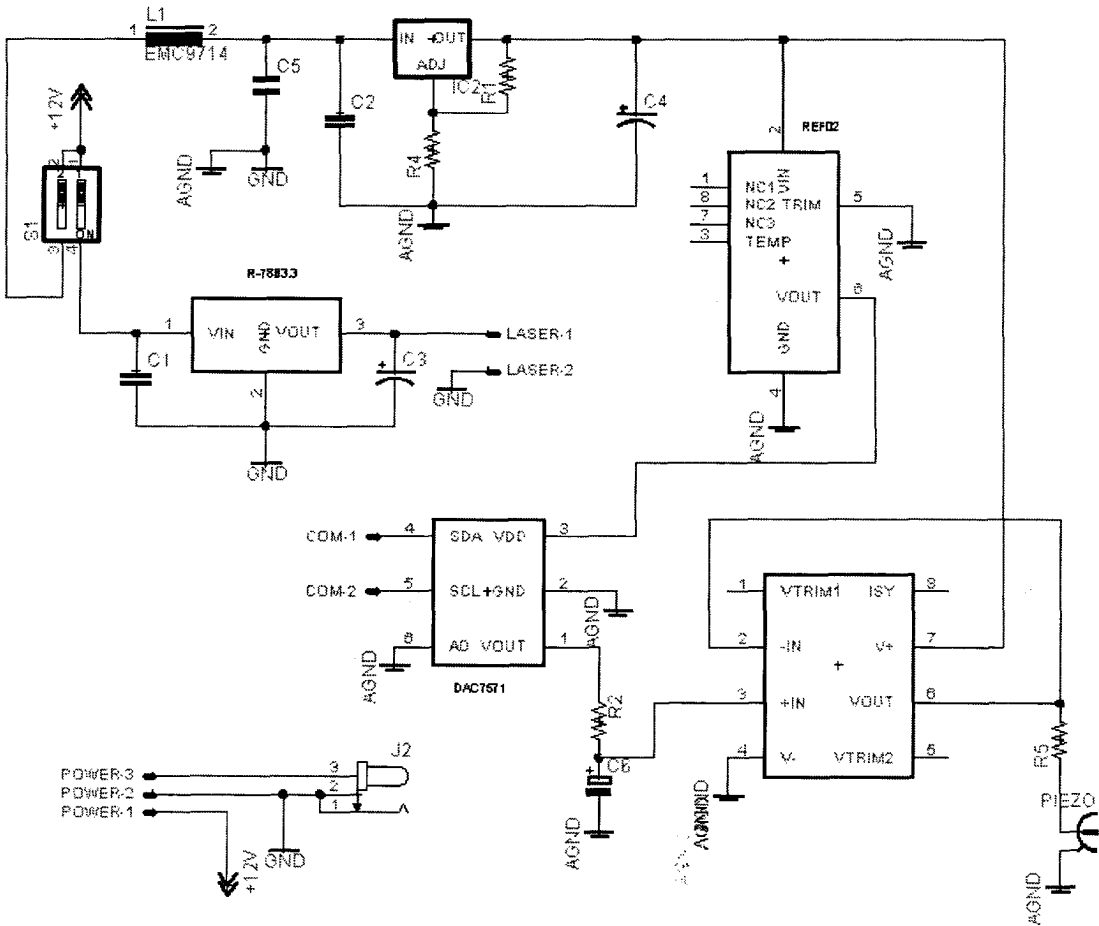 L1
1 2
EMC9714
IN + OUT
ADJ
IC2
R1
C5
C2
C4
R4
+12V
AGND
GND
AGND
2 1
S1
ON
3 4
REF02
2
1 NC1 VIN
8 NC2 TRIM 5
7 NC3
3 TEMP
+
VOUT 6
GND
4
AGND
AGND
1 VIN GND VOUT 3
2
C1
C3
LASER-1
LASER-2
GND
GND
COM-1 4 SDA VDD 3
COM-2 5 SCL + GND 2
6 A0 VOUT 1
AGND
AGND
DAC7571
R2
C6
AGND
1 VTRIM1 ISY 8
2 -IN V+ 7
+
3 +IN VOUT 6
4 V- VTRIM2 5
AGND
R5
PIEZO
AGND
J2
POWER-3 3
POWER-2 2
POWER-1 1
+12V
GND